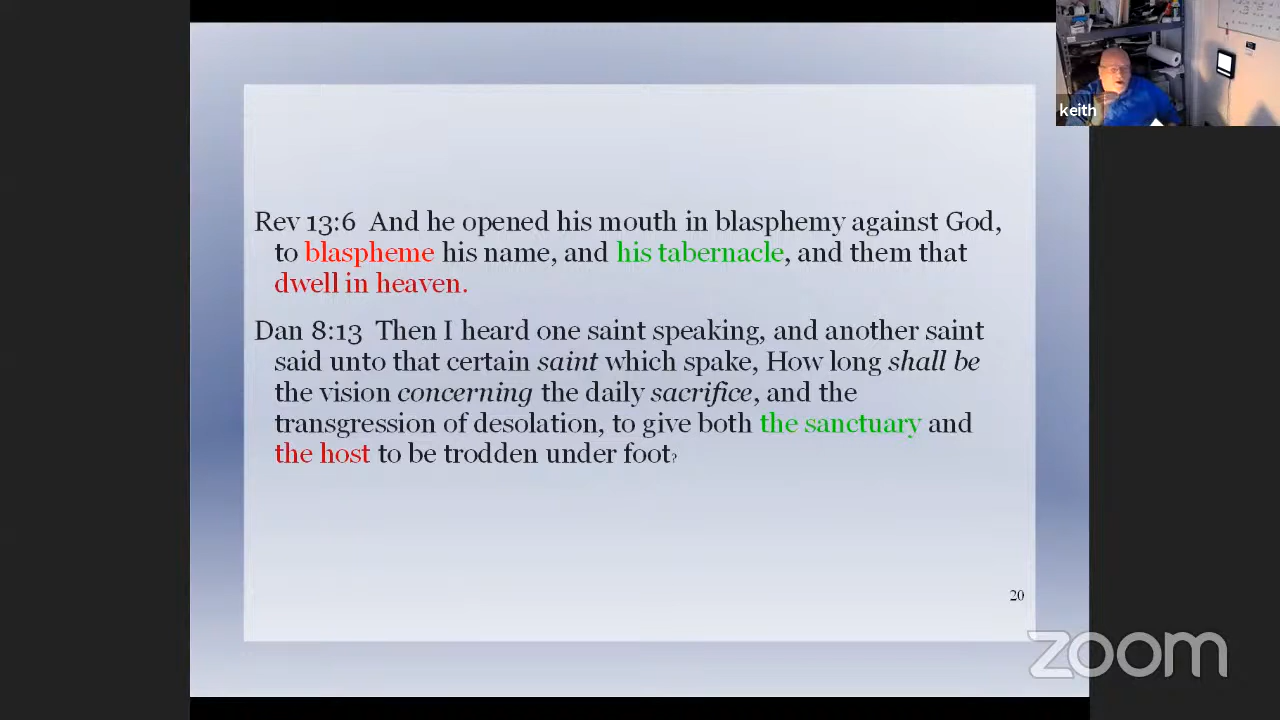 keith
Rev 13:6 And he opened his mouth in blasphemy against God,
to blaspheme his name, and his tabernacle, and them that
dwell in heaven.
Dan 8:13 Then I heard one saint speaking, and another saint
said unto that certain saint which spake, How long shall be
the vision concerning the daily sacrifice, and the
transgression of desolation, to give both the sanctuary and
the host to be trodden under foot?
20
zoom